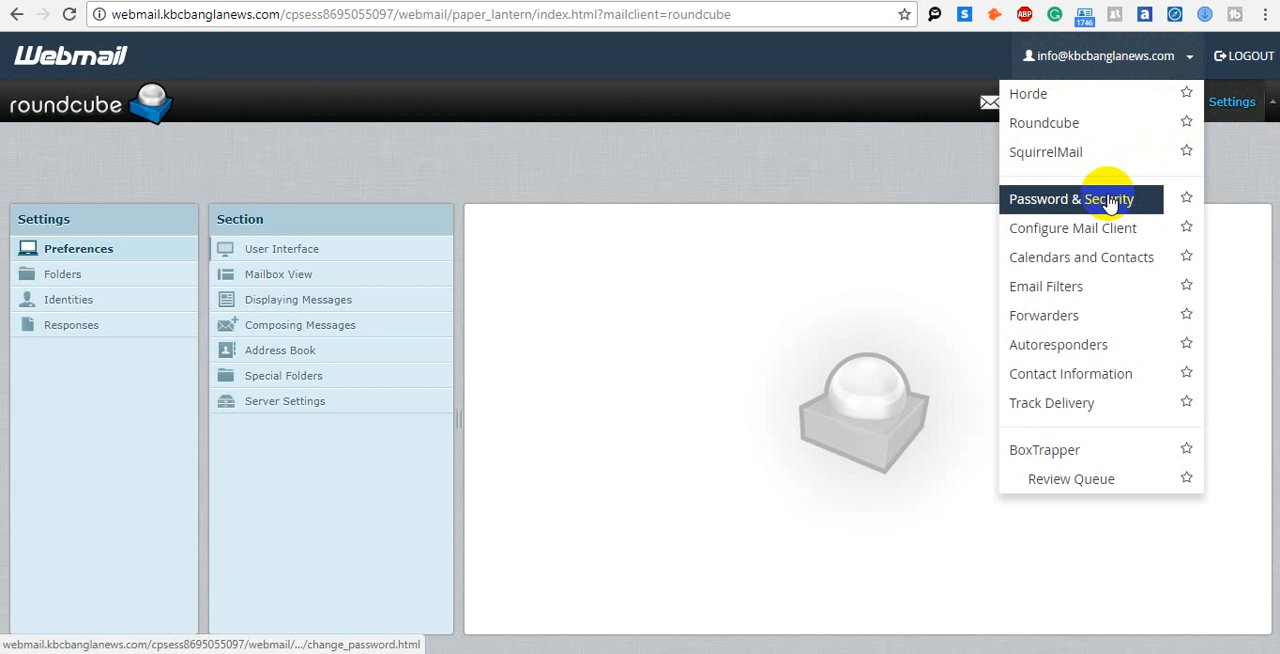 webmail.kbcbanglanews.com/cpsess8695055097/webmail/paper_lantern/index.html?mailclient=roundcube
S
ABP
1746
a
Webmail
info@kbcbanglanews.com
LOGOUT
roundcube
Settings
Horde
Roundcube
SquirrelMail
Password & Security
Configure Mail Client
Calendars and Contacts
Email Filters
Forwarders
Autoresponders
Contact Information
Track Delivery
BoxTrapper
Review Queue
Settings
Preferences
Folders
Identities
Responses
Section
User Interface
Mailbox View
Displaying Messages
Composing Messages
Address Book
Special Folders
Server Settings
webmail.kbcbanglanews.com/cpsess8695055097/webmail/.../change_password.html